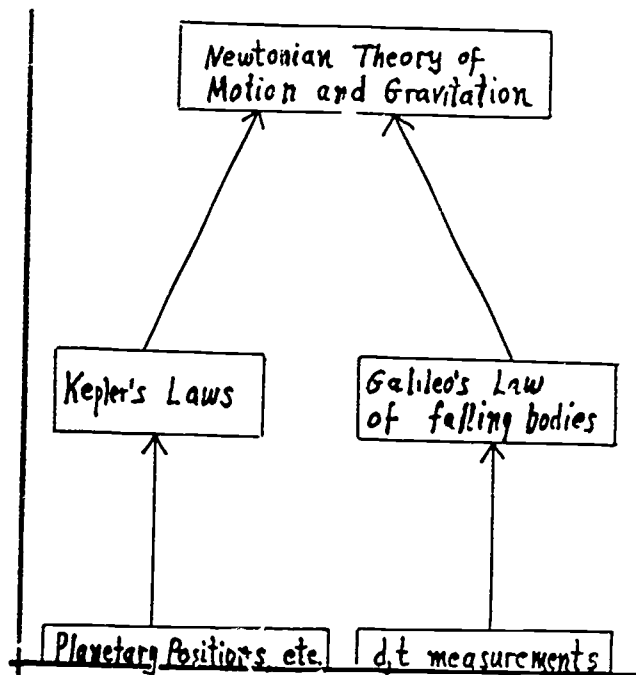 Newtonian Theory of
Motion and Gravitation
Kepler's Laws
Galileo's Law
of falling bodies
Planetary Positions etc.
d,t measurements